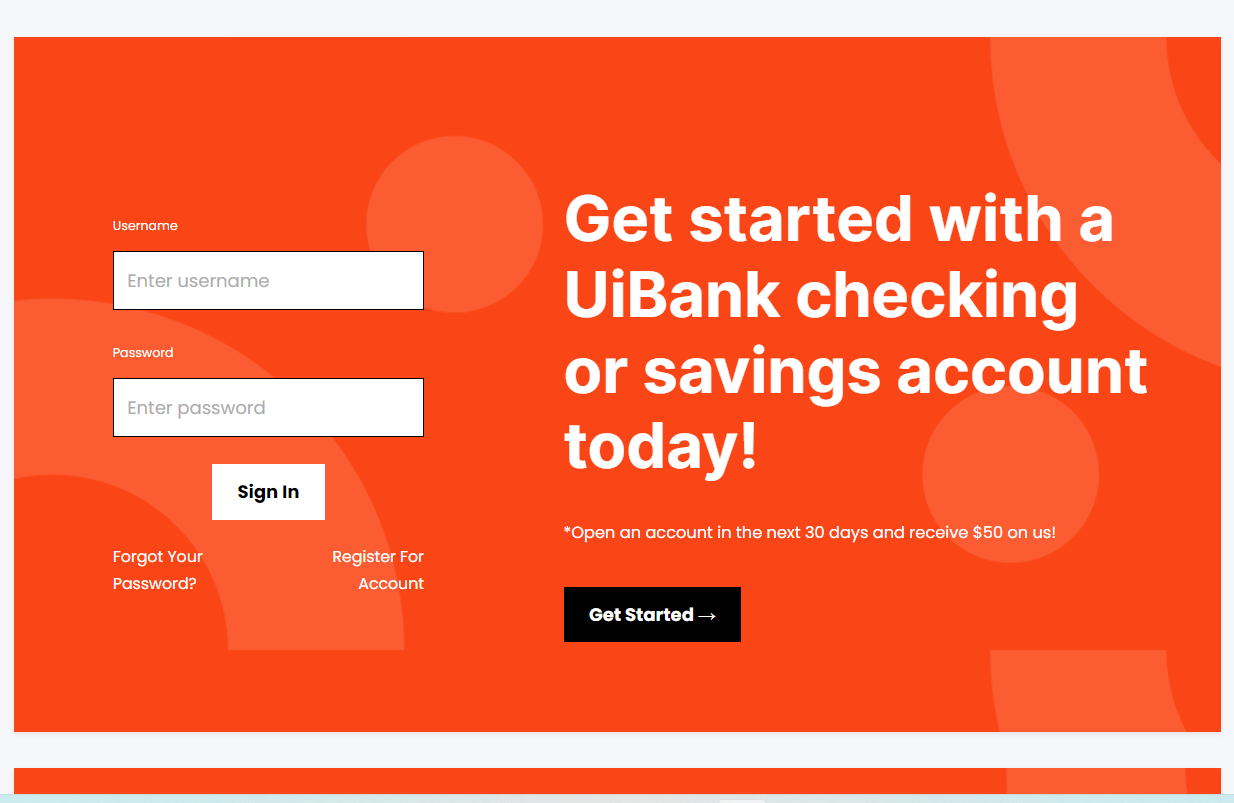 Username
Enter username
Password
Enter password
Sign In
Forgot Your
Password?
Register For
Account
Get started with a
UiBank checking
or savings account
today!
*Open an account in the next 30 days and receive $50 on us!
Get Started →